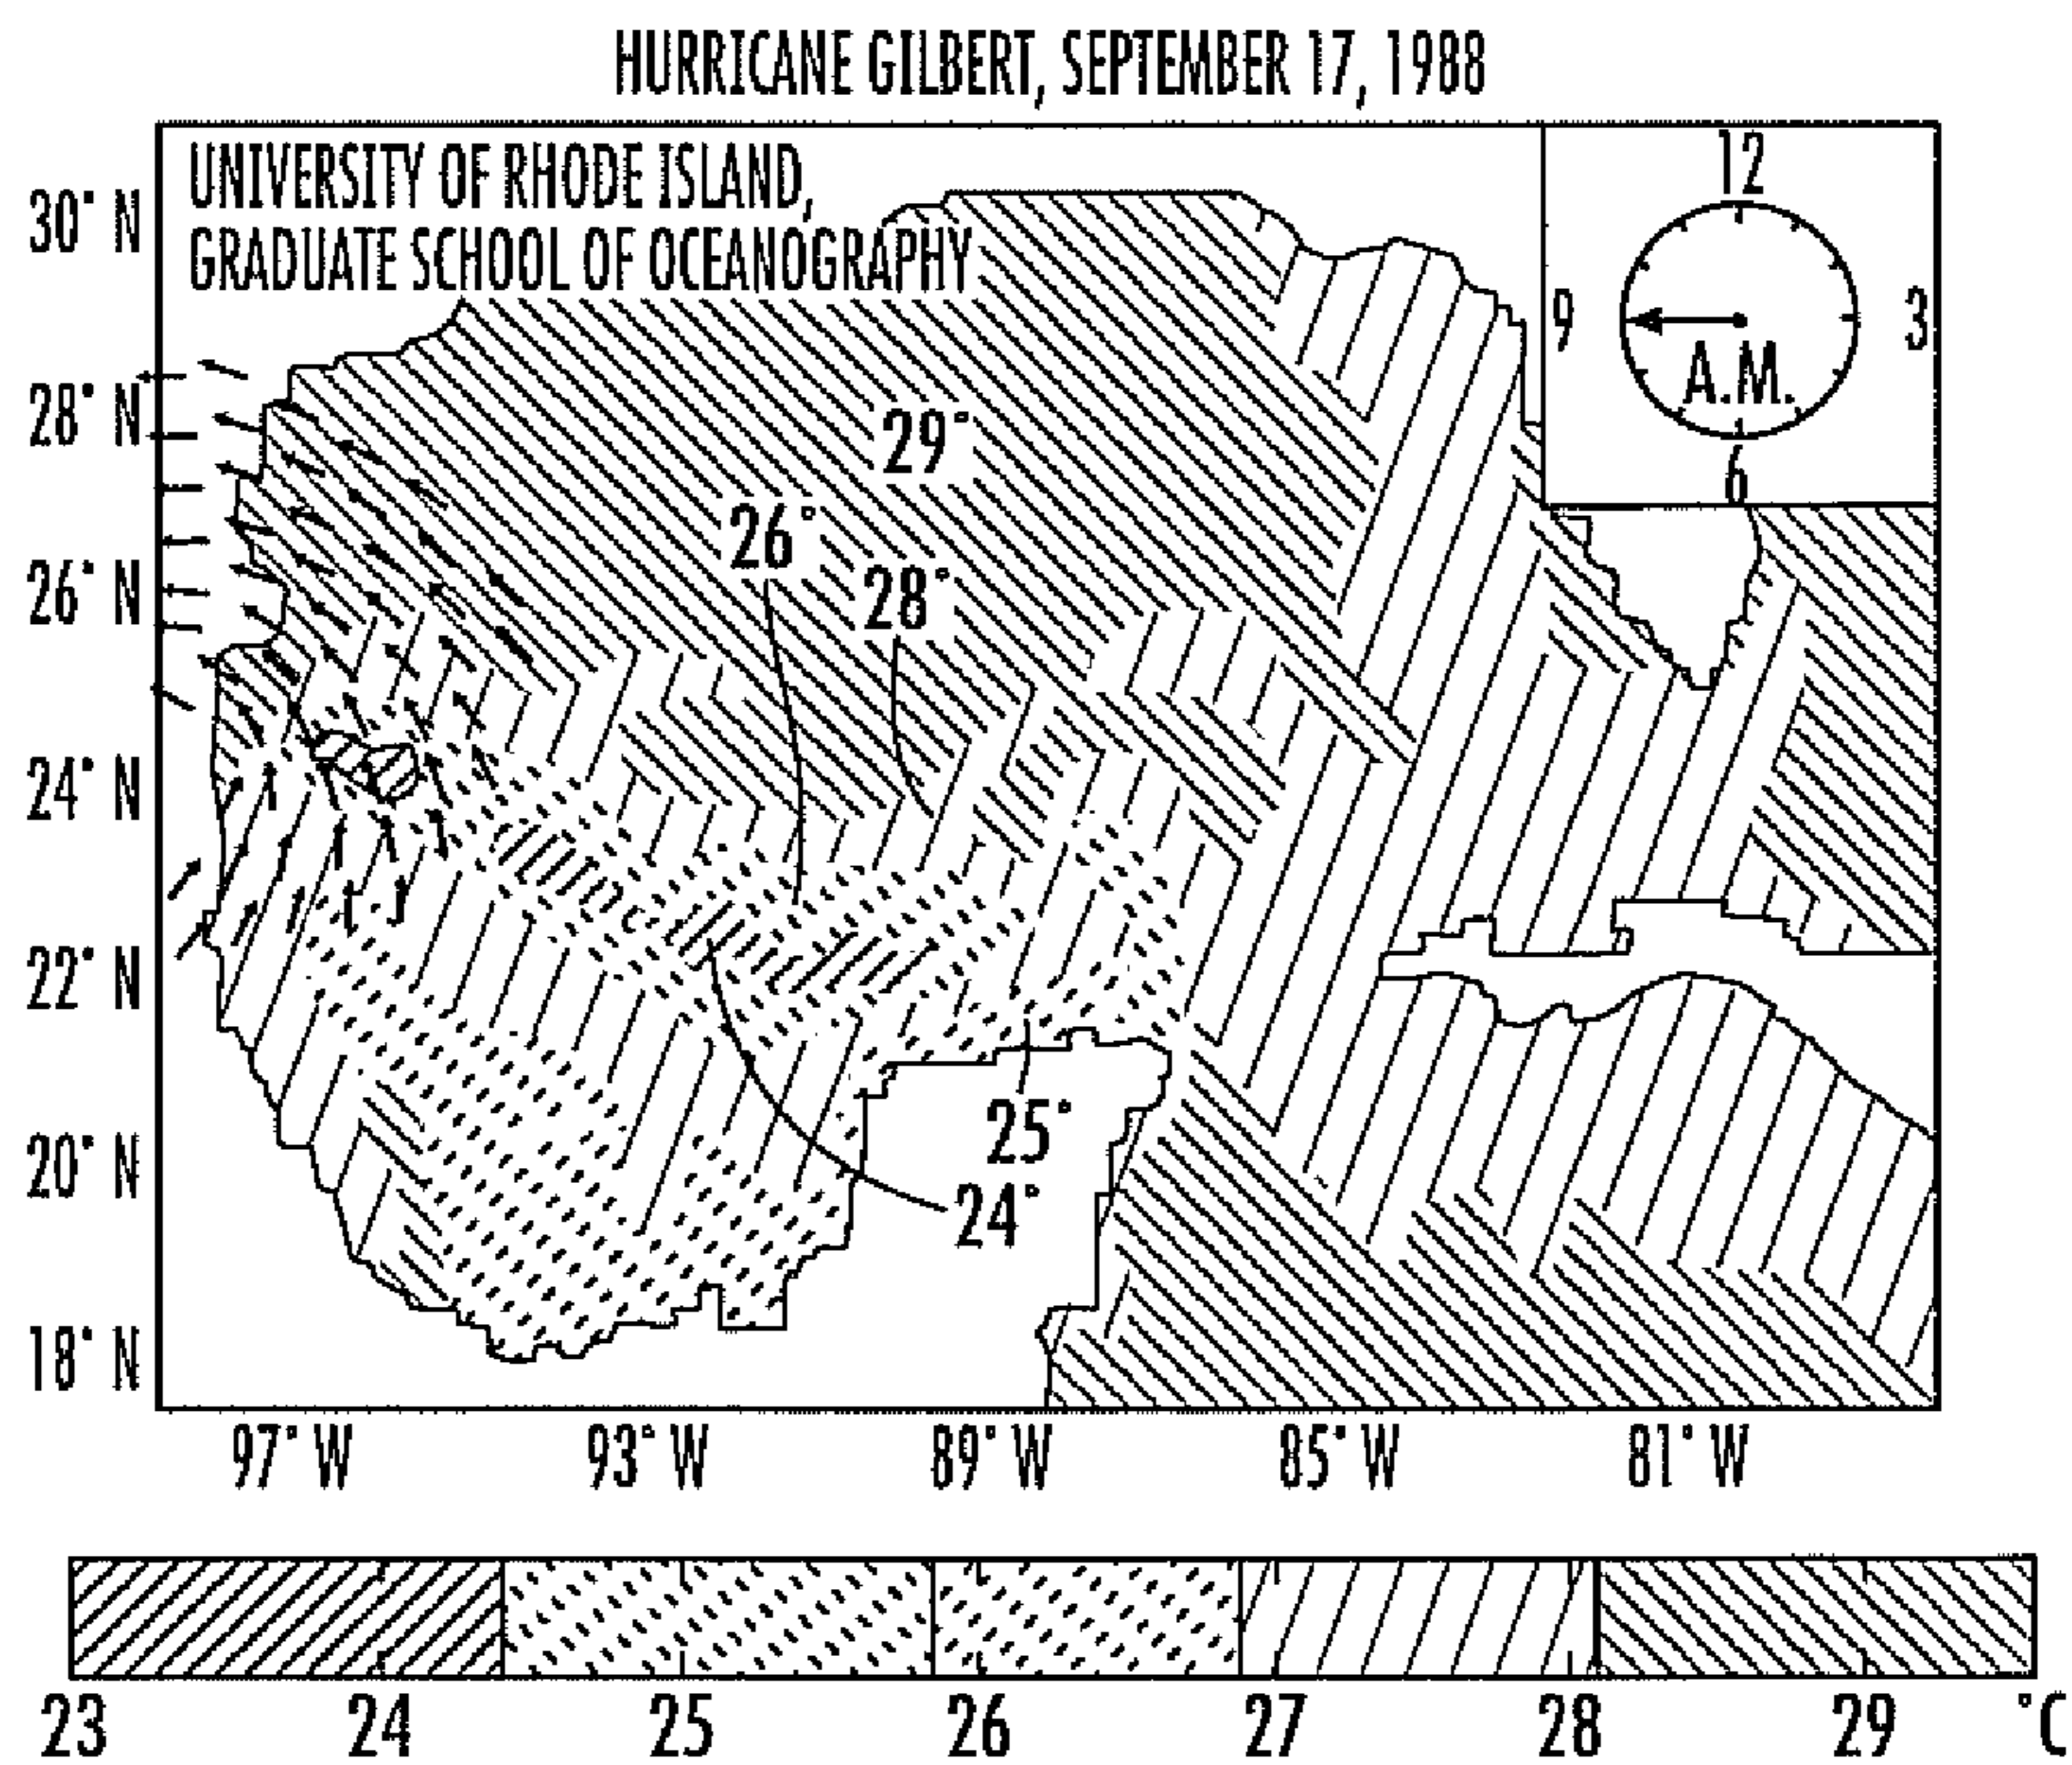 HURRICANE GILBERT, SEPTEMBER 17, 1988
UNIVERSITY OF RHODE ISLAND,
GRADUATE SCHOOL OF OCEANOGRAPHY
12
9
3
A.M.
6
30° N
28° N
26° N
24° N
22° N
20° N
18° N
29°
26°
28°
25°
24°
97° W
93° W
89° W
85° W
81° W
23
24
25
26
27
28
29
°C